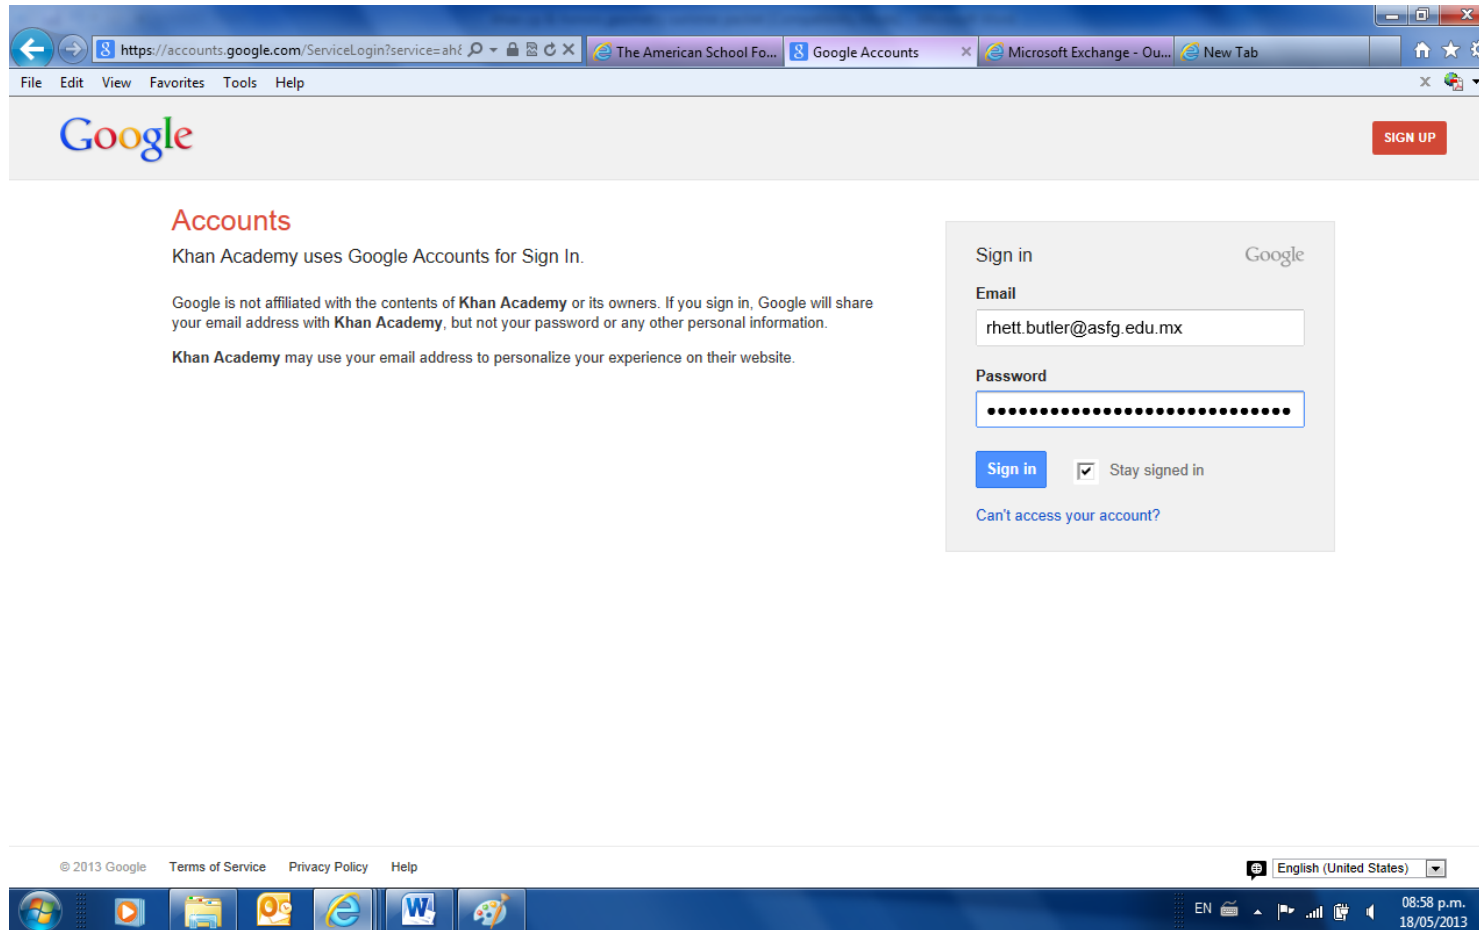 https://accounts.google.com/ServiceLogin?service=ah
The American School Fo...
Google Accounts
Microsoft Exchange - Ou...
New Tab
File Edit View Favorites Tools Help
Google
SIGN UP
Accounts
Khan Academy uses Google Accounts for Sign In.
Google is not affiliated with the contents of Khan Academy or its owners. If you sign in, Google will share
your email address with Khan Academy, but not your password or any other personal information.
Khan Academy may use your email address to personalize your experience on their website.
Sign in Google
Email
rhett.butler@asfg.edu.mx
Password
Sign in Stay signed in
Can't access your account?
© 2013 Google Terms of Service Privacy Policy Help
English (United States)
EN
08:58 p.m.
18/05/2013